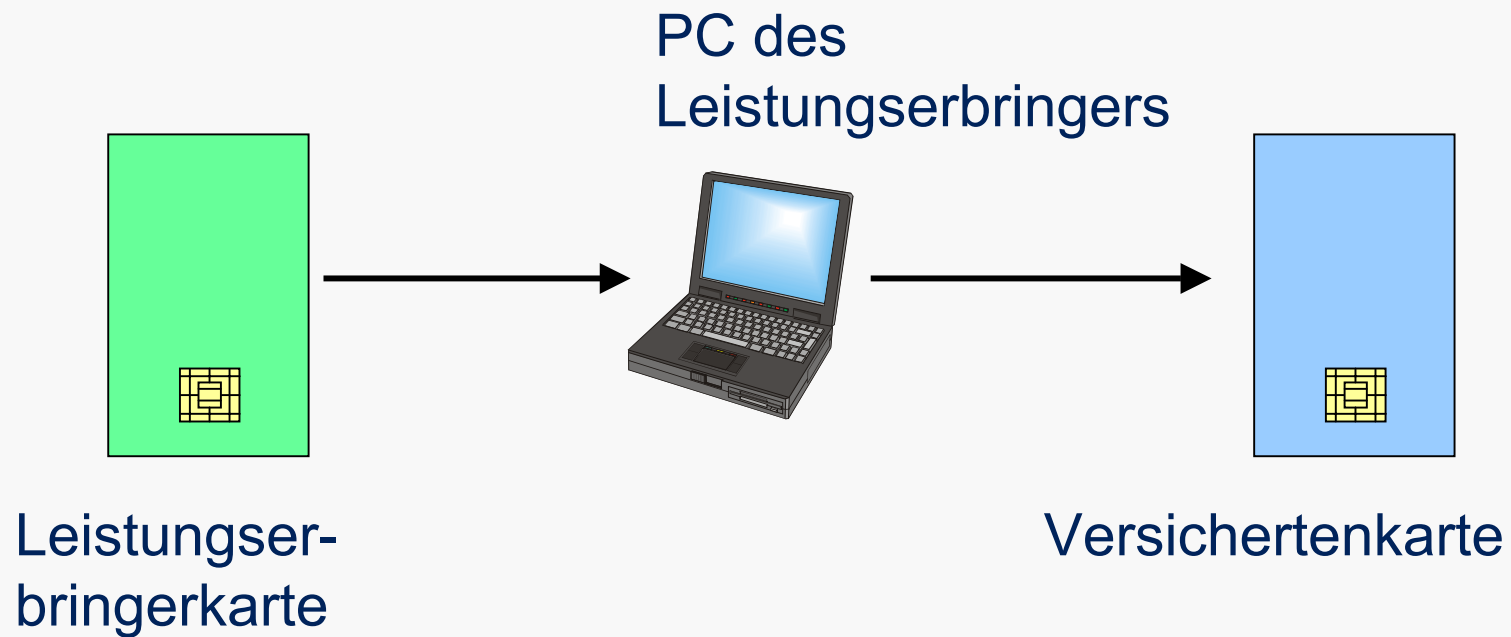 PC des
Leistungserbringers
Leistungser-
bringerkarte
Versichertenkarte